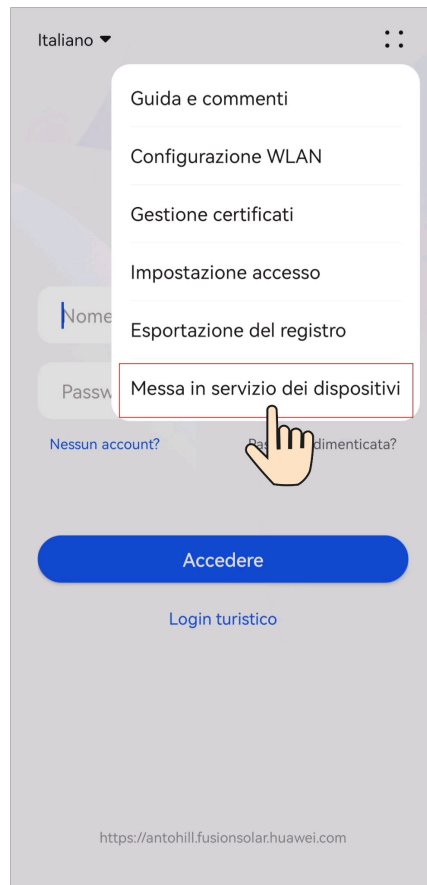 Italiano
Guida e commenti
Configurazione WLAN
Gestione certificati
Impostazione accesso
Nome
Esportazione del registro
Passw
Messa in servizio dei dispositivi
Nessun account?
dimenticata?
Accedere
Login turistico
https://antohill.fusionsolar.huawei.com